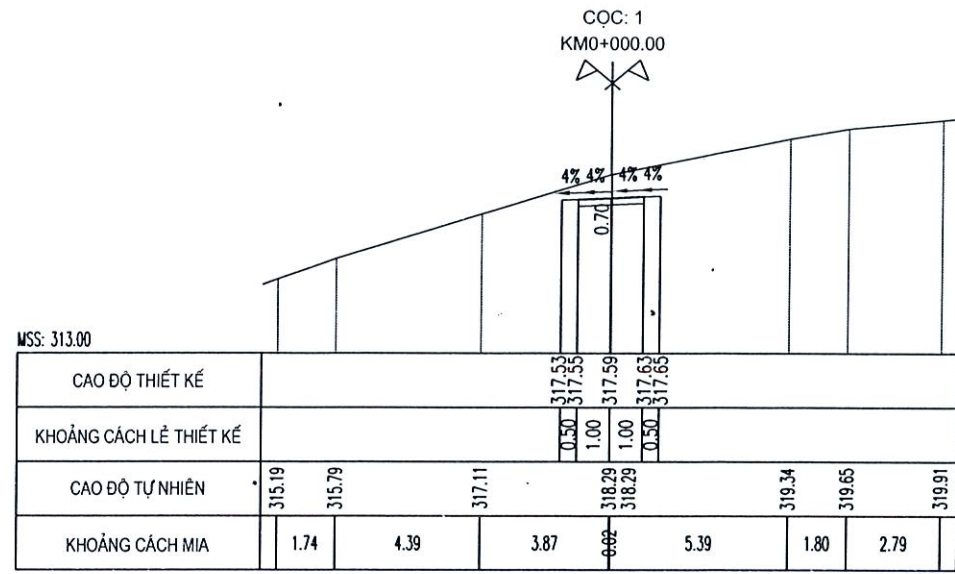 CỌC: 1
KM0+000.00
4% 4% 4% 4%
0.70
MSS: 313.00
CAO ĐỘ THIẾT KẾ 317.53 317.55 317.59 317.63 317.65
KHOẢNG CÁCH LẺ THIẾT KẾ 0.50 1.00 1.00 0.50
CAO ĐỘ TỰ NHIÊN 315.19 315.79 317.11 318.29 318.29 319.34 319.65 319.91
KHOẢNG CÁCH MIA 1.74 4.39 3.87 0.02 5.39 1.80 2.79